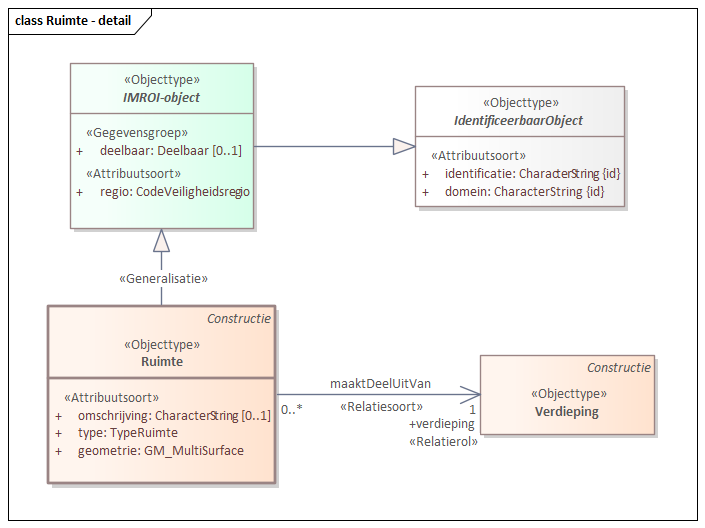 class Ruimte - detail
«Objecttype»
IMROI-object
«Gegevensgroep»
+ deelbaar: Deelbaar [0..1]
«Attribuutsoort»
+ regio: CodeVeiligheidsregio
«Objecttype»
IdentificeerbaarObject
«Attribuutsoort»
+ identificatie: CharacterString {id}
+ domein: CharacterString {id}
«Generalisatie»
Constructie
«Objecttype»
Ruimte
«Attribuutsoort»
+ omschrijving: CharacterString [0..1]
+ type: TypeRuimte
+ geometrie: GM_MultiSurface
maaktDeelUitVan
0..*
«Relatiesoort»
1
+verdieping
«Relatierol»
Constructie
«Objecttype»
Verdieping